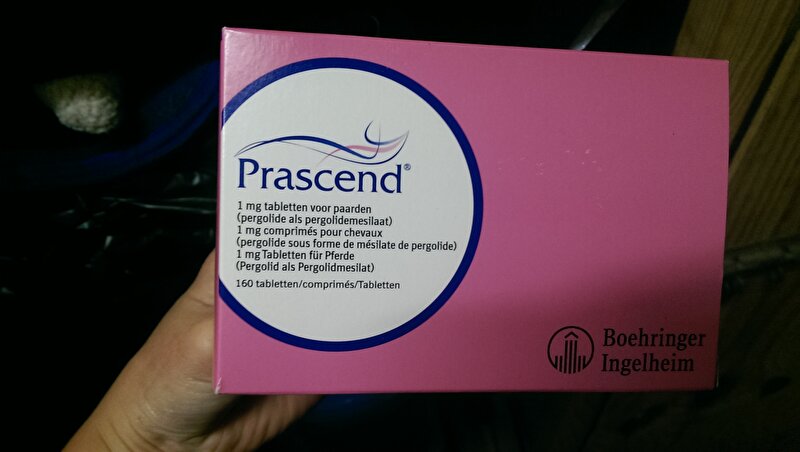 Prascend®
1 mg tabletten voor paarden
(pergolide als pergolidemesilaat)
1 mg comprimés pour chevaux
(pergolide sous forme de mésilate de pergolide)
1 mg Tabletten für Pferde
(Pergolid als Pergolidmesilat)
160 tabletten/comprimés/Tabletten
Boehringer
Ingelheim